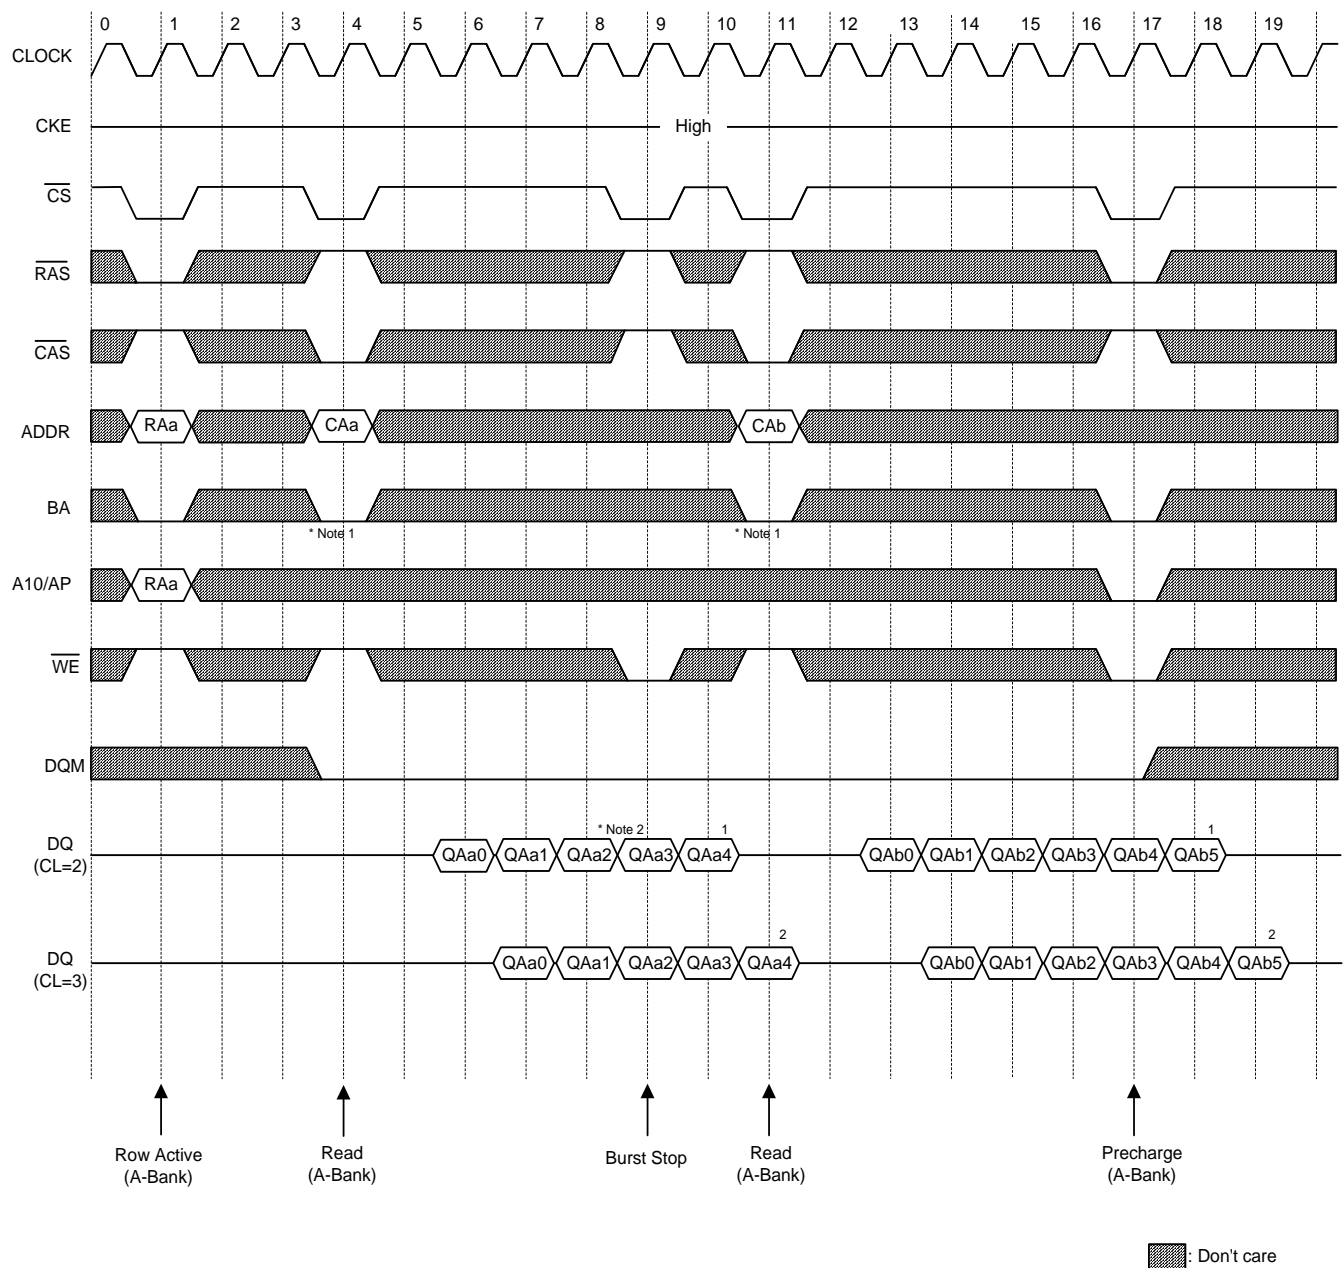 0 1 2 3 4 5 6 7 8 9 10 11 12 13 14 15 16 17 18 19
CLOCK
CKE High
CS
RAS
CAS
ADDR RAa CAa CAb
BA
* Note 1 * Note 1
A10/AP RAa
WE
DQM
* Note 2 1 1
DQ
(CL=2) QAa0 QAa1 QAa2 QAa3 QAa4 QAb0 QAb1 QAb2 QAb3 QAb4 QAb5
2 2
DQ
(CL=3) QAa0 QAa1 QAa2 QAa3 QAa4 QAb0 QAb1 QAb2 QAb3 QAb4 QAb5
Row Active
(A-Bank)
Read
(A-Bank)
Burst Stop
Read
(A-Bank)
Precharge
(A-Bank)
: Don't care